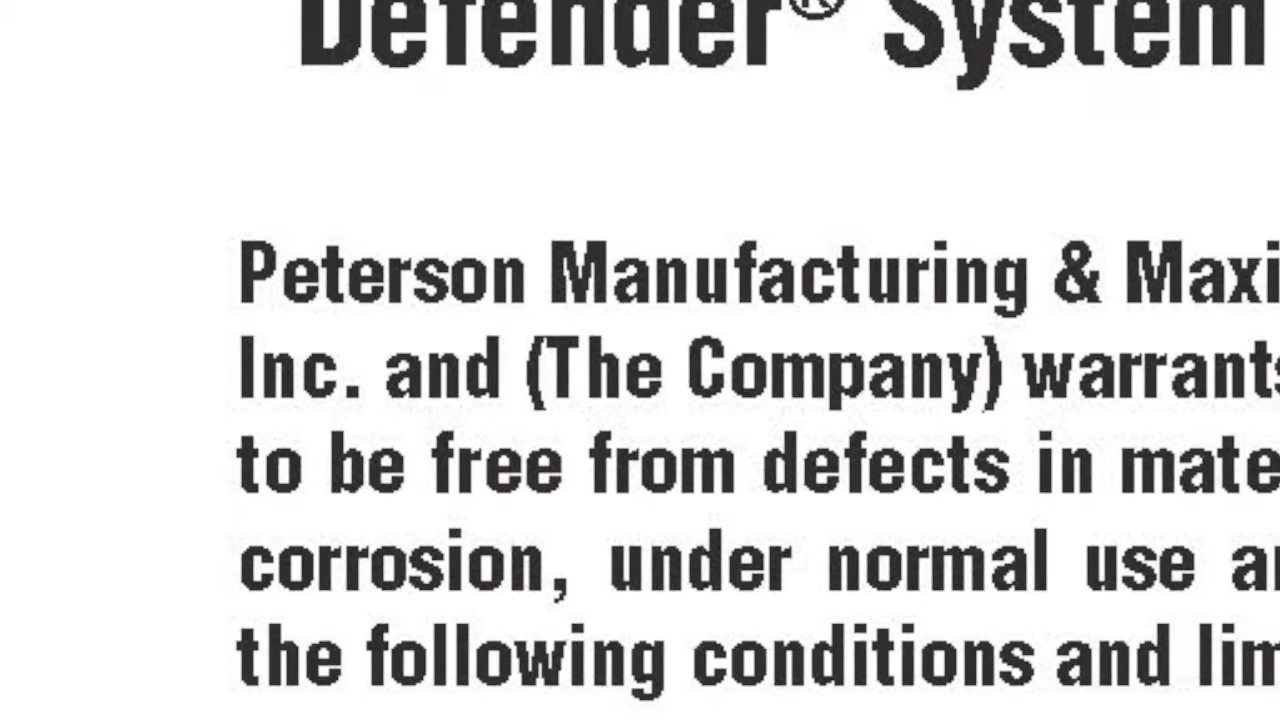 Defender® System
Peterson Manufacturing & Maxi
Inc. and (The Company) warrants
to be free from defects in mate
corrosion, under normal use a
the following conditions and lim